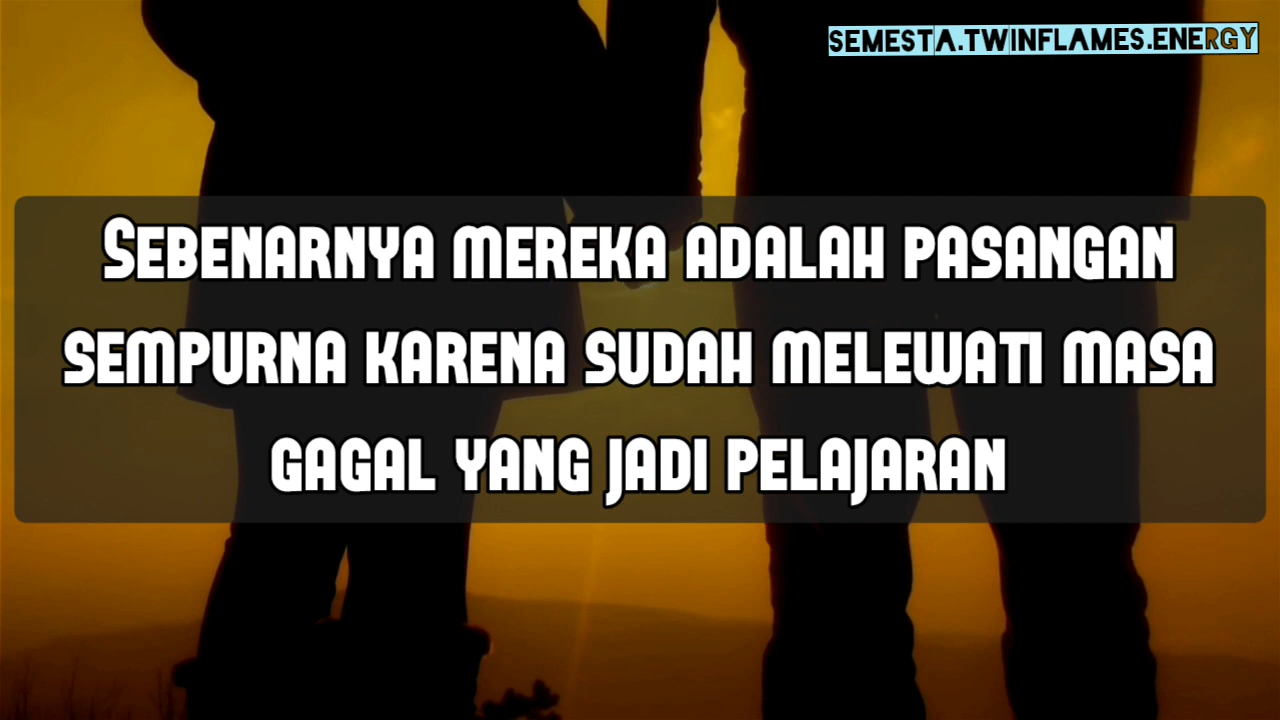 SEMESTA.TWINFLAMES.ENERGY
Sebenarnya mereka adalah pasangan
sempurna karena sudah melewati masa
gagal yang jadi pelajaran